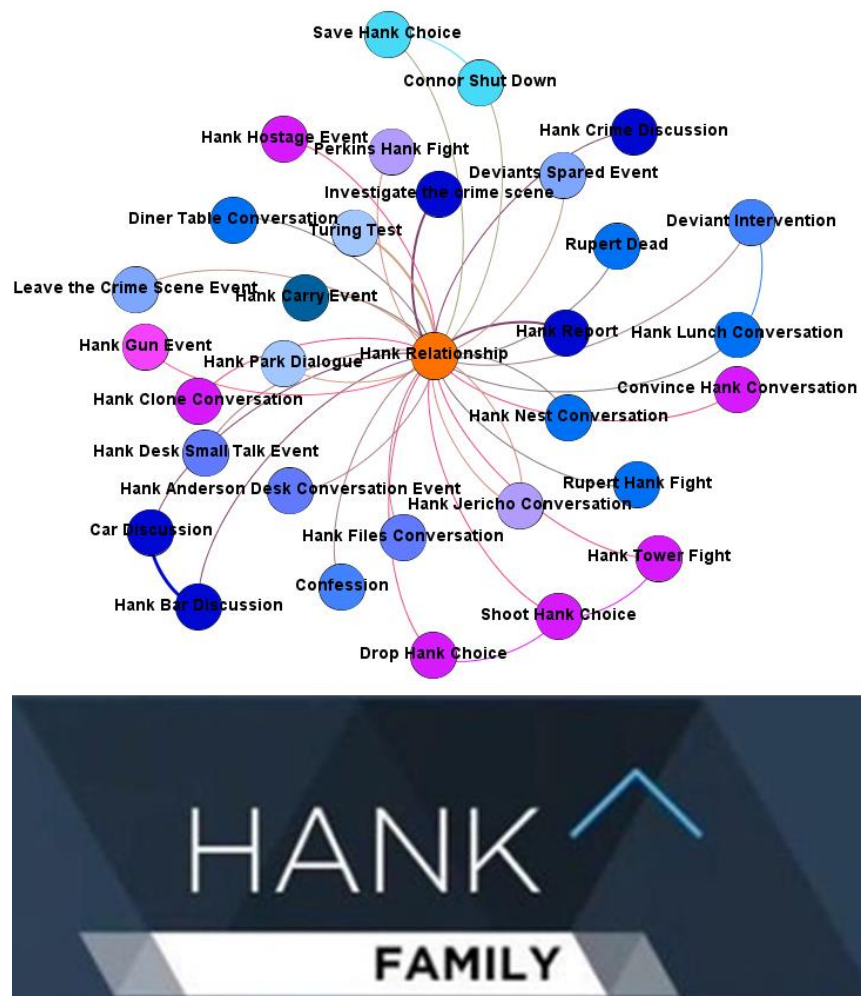 Save Hank Choice
Connor Shut Down
Hank Crime Discussion
Hank Hostage Event
Perkins Hank Fight
Deviants Spared Event
Investigate the crime scene
Diner Table Conversation
Turing Test
Deviant Intervention
Rupert Dead
Leave the Crime Scene Event
Hank Carry Event
Hank Report
Hank Lunch Conversation
Hank Gun Event
Hank Relationship
Hank Park Dialogue
Convince Hank Conversation
Hank Clone Conversation
Hank Nest Conversation
Hank Desk Small Talk Event
Rupert Hank Fight
Hank Anderson Desk Conversation Event
Hank Jericho Conversation
Car Discussion
Hank Files Conversation
Hank Tower Fight
Confession
Hank Bar Discussion
Shoot Hank Choice
Drop Hank Choice
HANK
FAMILY